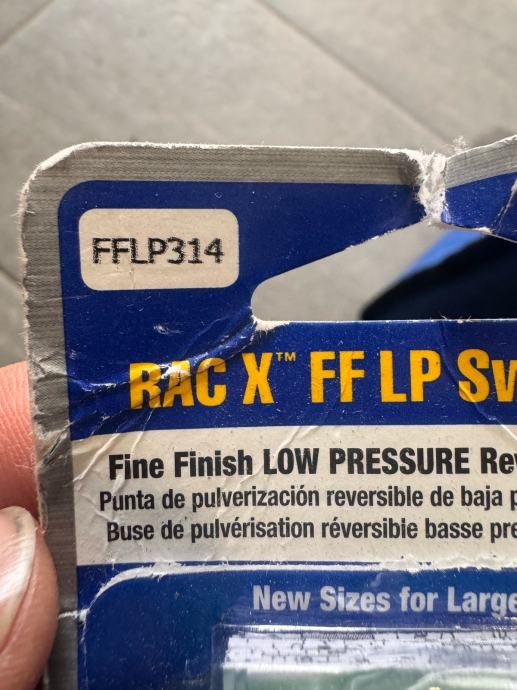 FFLP314
RAC X™ FF LP
Fine Finish LOW PRESSURE
Punta de pulverización reversible de baja
Buse de pulvérisation réversible basse
New Sizes for